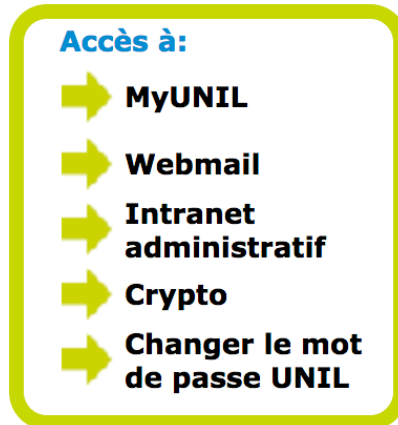 Accès à:
MyUNIL
Webmail
Intranet
administratif
Crypto
Changer le mot
de passe UNIL